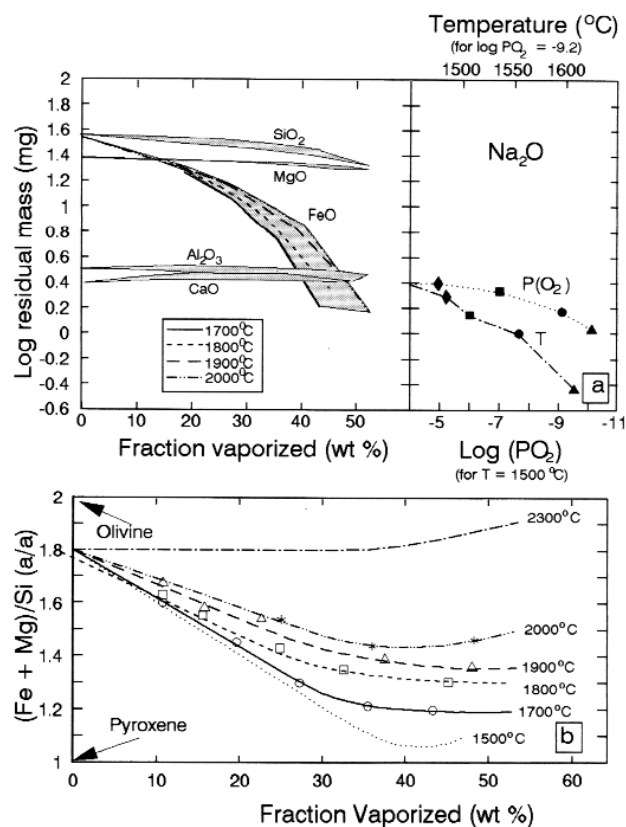 Temperature (°C)
(for log PO₂ = -9.2)
1500 1550 1600
2
1.8
1.6
1.4
1.2
1
0.8
0.6
0.4
0.2
0
-0.2
-0.4
-0.6
Log residual mass (mg)
SiO₂
MgO
FeO
Al₂O₃
CaO
1700°C
1800°C
1900°C
2000°C
0 10 20 30 40 50
Fraction vaporized (wt %)
Na₂O
P(O₂)
T
a
-5 -7 -9 -11
Log (PO₂)
(for T = 1500 °C)
2
1.8
1.6
1.4
1.2
1
(Fe + Mg)/Si (a/a)
Olivine
Pyroxene
2300°C
2000°C
1900°C
1800°C
1700°C
1500°C
b
0 10 20 30 40 50 60
Fraction Vaporized (wt %)